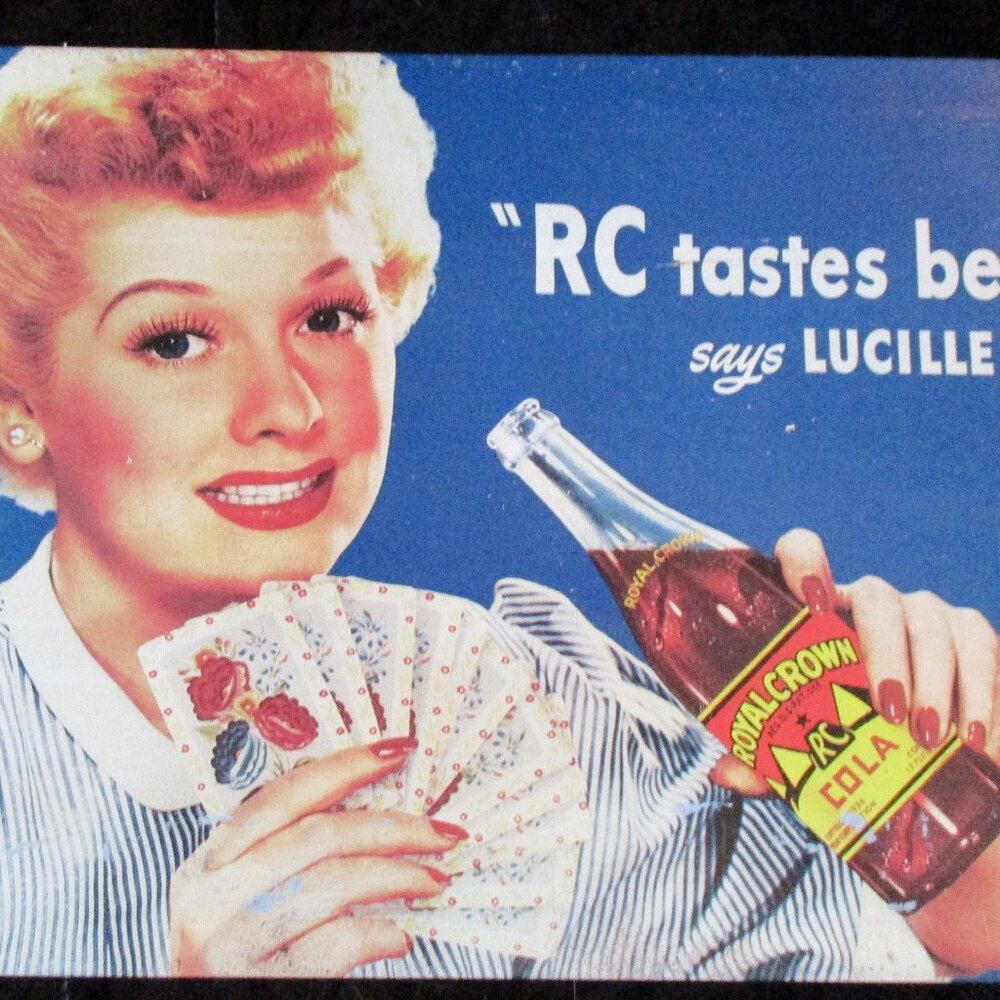 "RC tastes be
says LUCILLE
ROYAL CROWN
ROYAL CROWN
RC
COLA